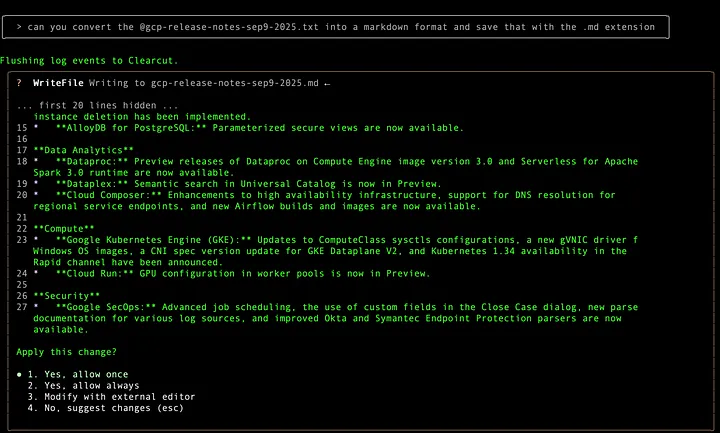 > can you convert the @gcp-release-notes-sep9-2025.txt into a markdown format and save that with the .md extension
Flushing log events to Clearcut.
?  WriteFile Writing to gcp-release-notes-sep9-2025.md ←
... first 20 lines hidden ...
instance deletion has been implemented.
15 *   **AlloyDB for PostgreSQL:** Parameterized secure views are now available.
16
17 **Data Analytics**
18 *   **Dataproc:** Preview releases of Dataproc on Compute Engine image version 3.0 and Serverless for Apache
Spark 3.0 runtime are now available.
19 *   **Dataplex:** Semantic search in Universal Catalog is now in Preview.
20 *   **Cloud Composer:** Enhancements to high availability infrastructure, support for DNS resolution for
regional service endpoints, and new Airflow builds and images are now available.
21
22 **Compute**
23 *   **Google Kubernetes Engine (GKE):** Updates to ComputeClass sysctls configurations, a new gVNIC driver f
Windows OS images, a CNI spec version update for GKE Dataplane V2, and Kubernetes 1.34 availability in the
Rapid channel have been announced.
24 *   **Cloud Run:** GPU configuration in worker pools is now in Preview.
25
26 **Security**
27 *   **Google SecOps:** Advanced job scheduling, the use of custom fields in the Close Case dialog, new parse
documentation for various log sources, and improved Okta and Symantec Endpoint Protection parsers are now
available.
Apply this change?
● 1. Yes, allow once
2. Yes, allow always
3. Modify with external editor
4. No, suggest changes (esc)